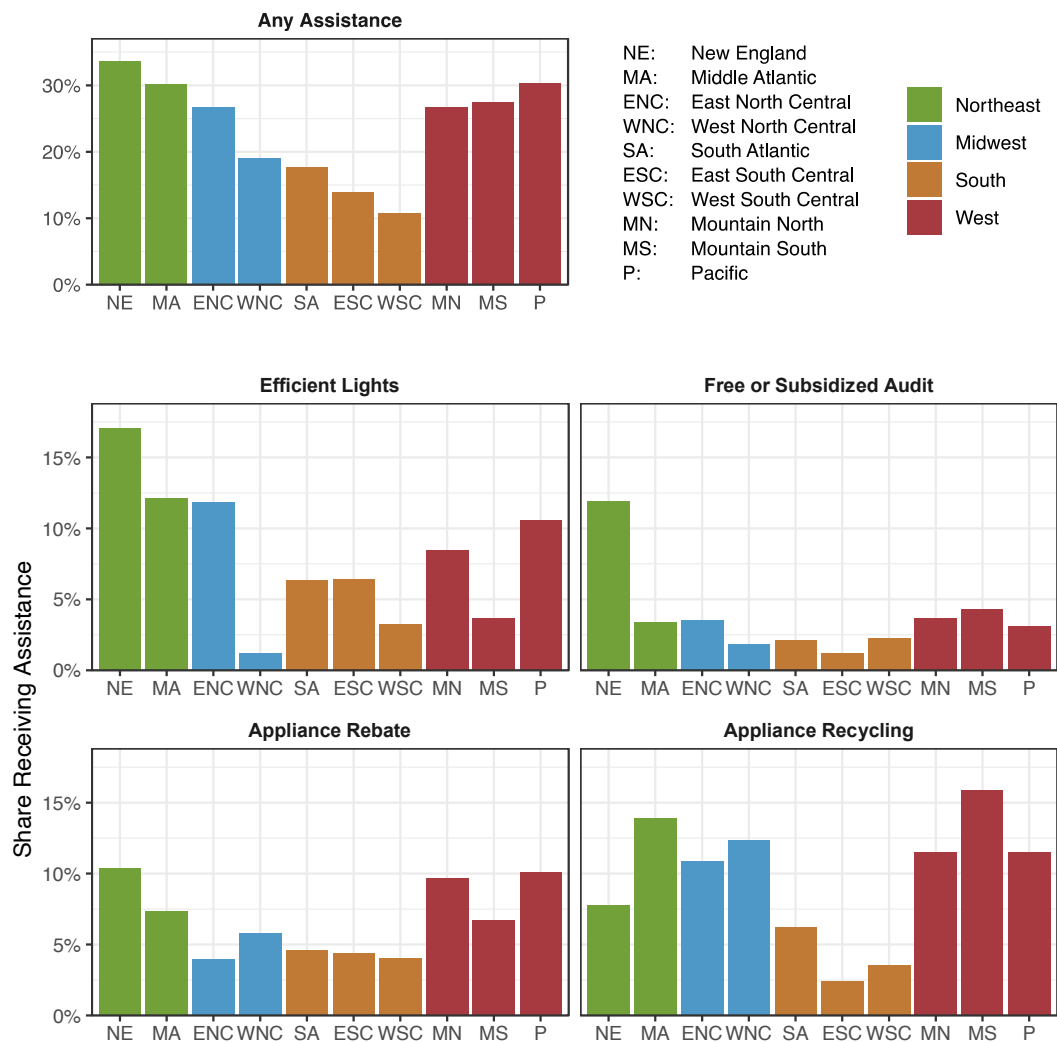 Any Assistance
30%
20%
10%
0%
NE MA ENC WNC SA ESC WSC MN MS P
NE: New England
MA: Middle Atlantic
ENC: East North Central
WNC: West North Central
SA: South Atlantic
ESC: East South Central
WSC: West South Central
MN: Mountain North
MS: Mountain South
P: Pacific
Northeast
Midwest
South
West
Share Receiving Assistance
Efficient Lights
15%
10%
5%
0%
NE MA ENC WNC SA ESC WSC MN MS P
Free or Subsidized Audit
NE MA ENC WNC SA ESC WSC MN MS P
Appliance Rebate
15%
10%
5%
0%
NE MA ENC WNC SA ESC WSC MN MS P
Appliance Recycling
NE MA ENC WNC SA ESC WSC MN MS P